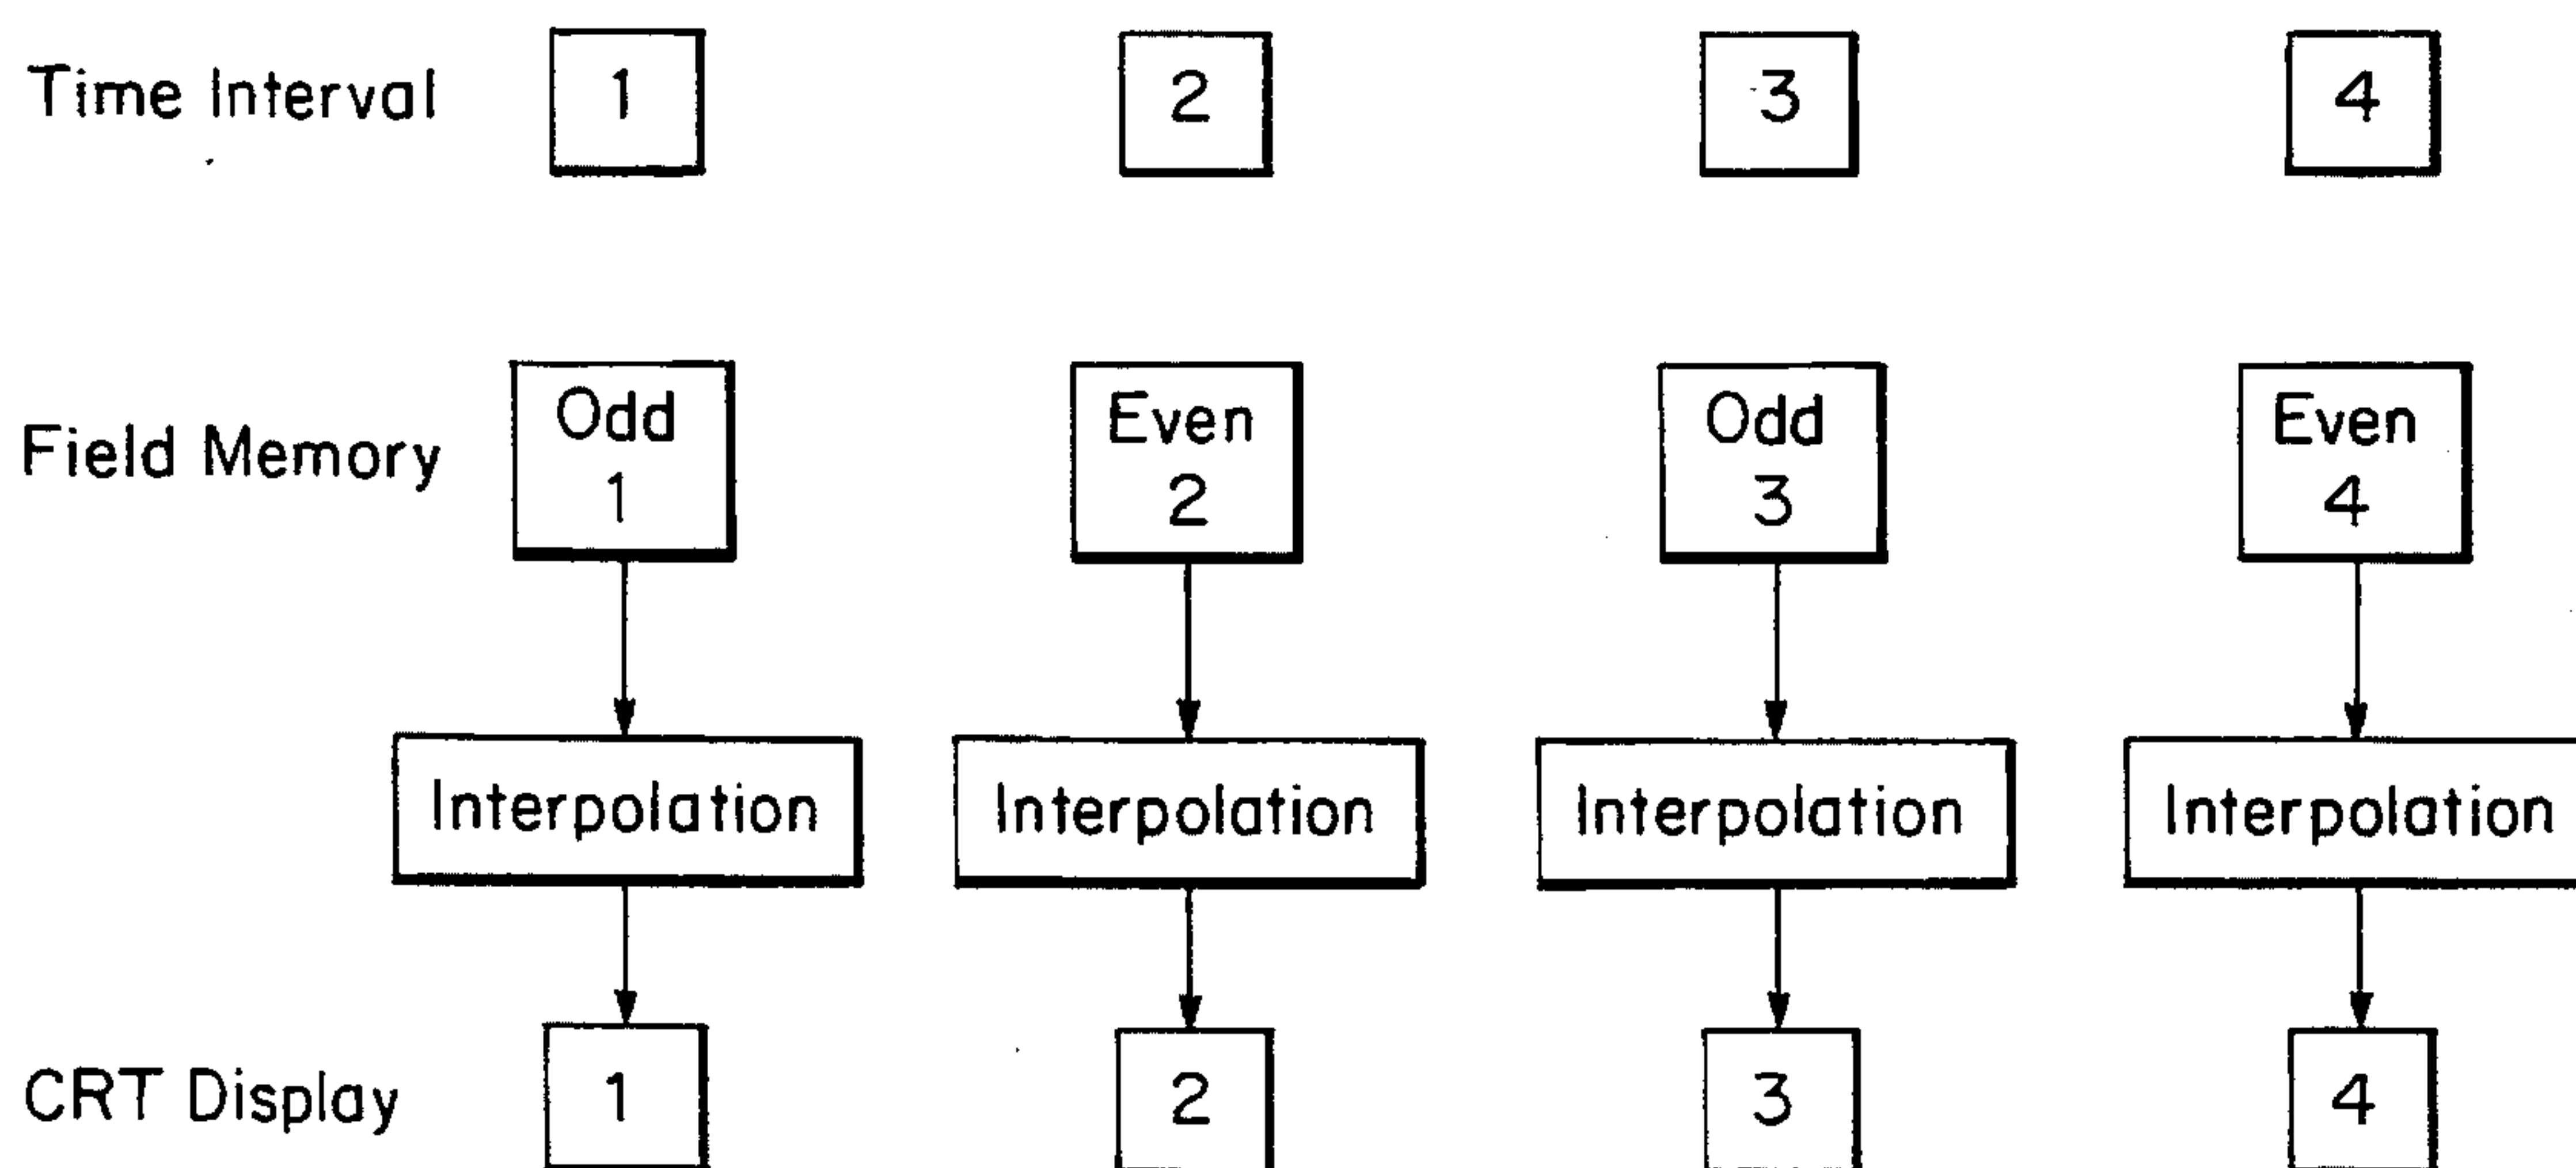 Time Interval 1 2 3 4
Odd Even Odd Even
Field Memory
1 2 3 4
Interpolation Interpolation Interpolation Interpolation
CRT Display 1 2 3 4